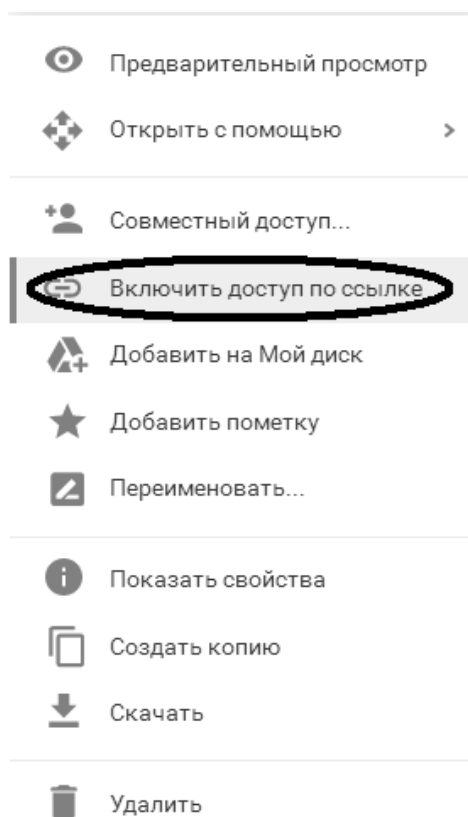 Предварительный просмотр
Открыть с помощью
Совместный доступ...
Включить доступ по ссылке
Добавить на Мой диск
Добавить пометку
Переименовать...
Показать свойства
Создать копию
Скачать
Удалить